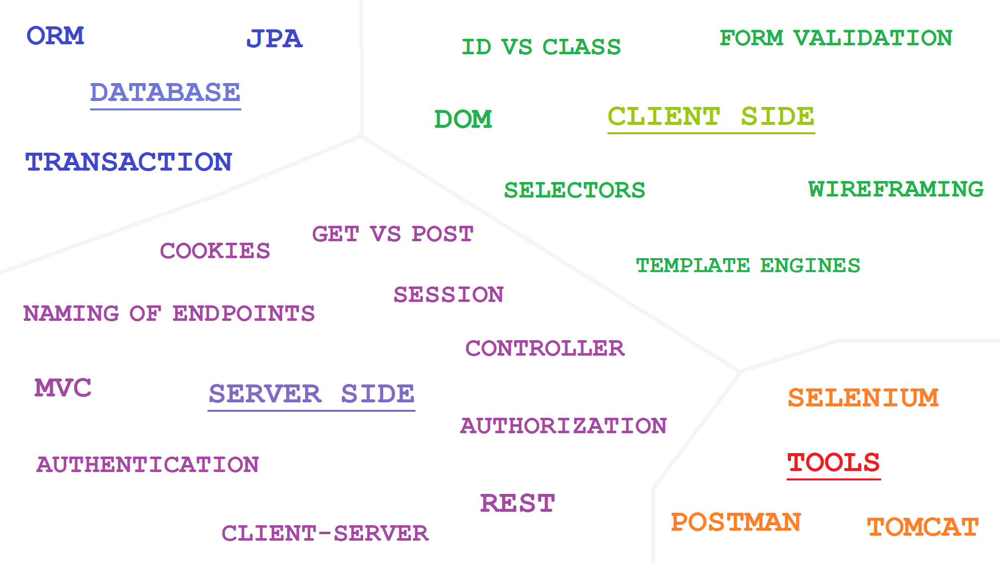 ORM
JPA
DATABASE
TRANSACTION
ID VS CLASS
FORM VALIDATION
DOM
CLIENT SIDE
SELECTORS
WIREFRAMING
TEMPLATE ENGINES
GET VS POST
COOKIES
SESSION
NAMING OF ENDPOINTS
CONTROLLER
MVC
SERVER SIDE
AUTHORIZATION
AUTHENTICATION
REST
CLIENT-SERVER
SELENIUM
TOOLS
POSTMAN
TOMCAT